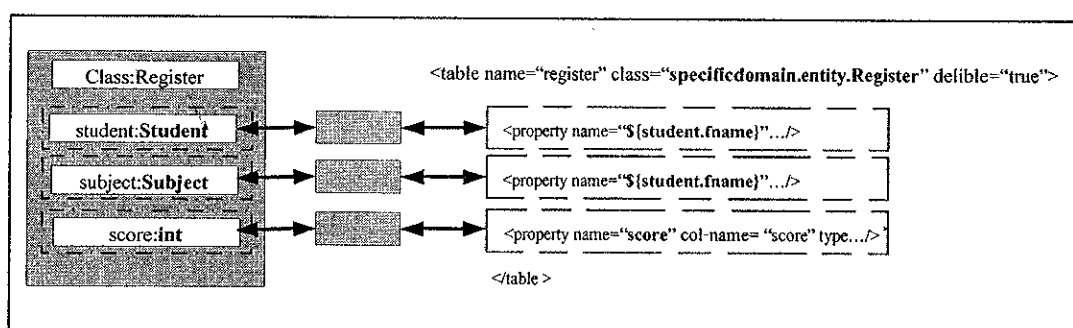 Class:Register
<table name="register" class="specificdomain.entity.Register" delible="true">
student:Student
<property name="${student.fname}".../>
subject:Subject
<property name="${student.fname}".../>
score:int
<property name="score" col-name= "score" type.../>
</table >